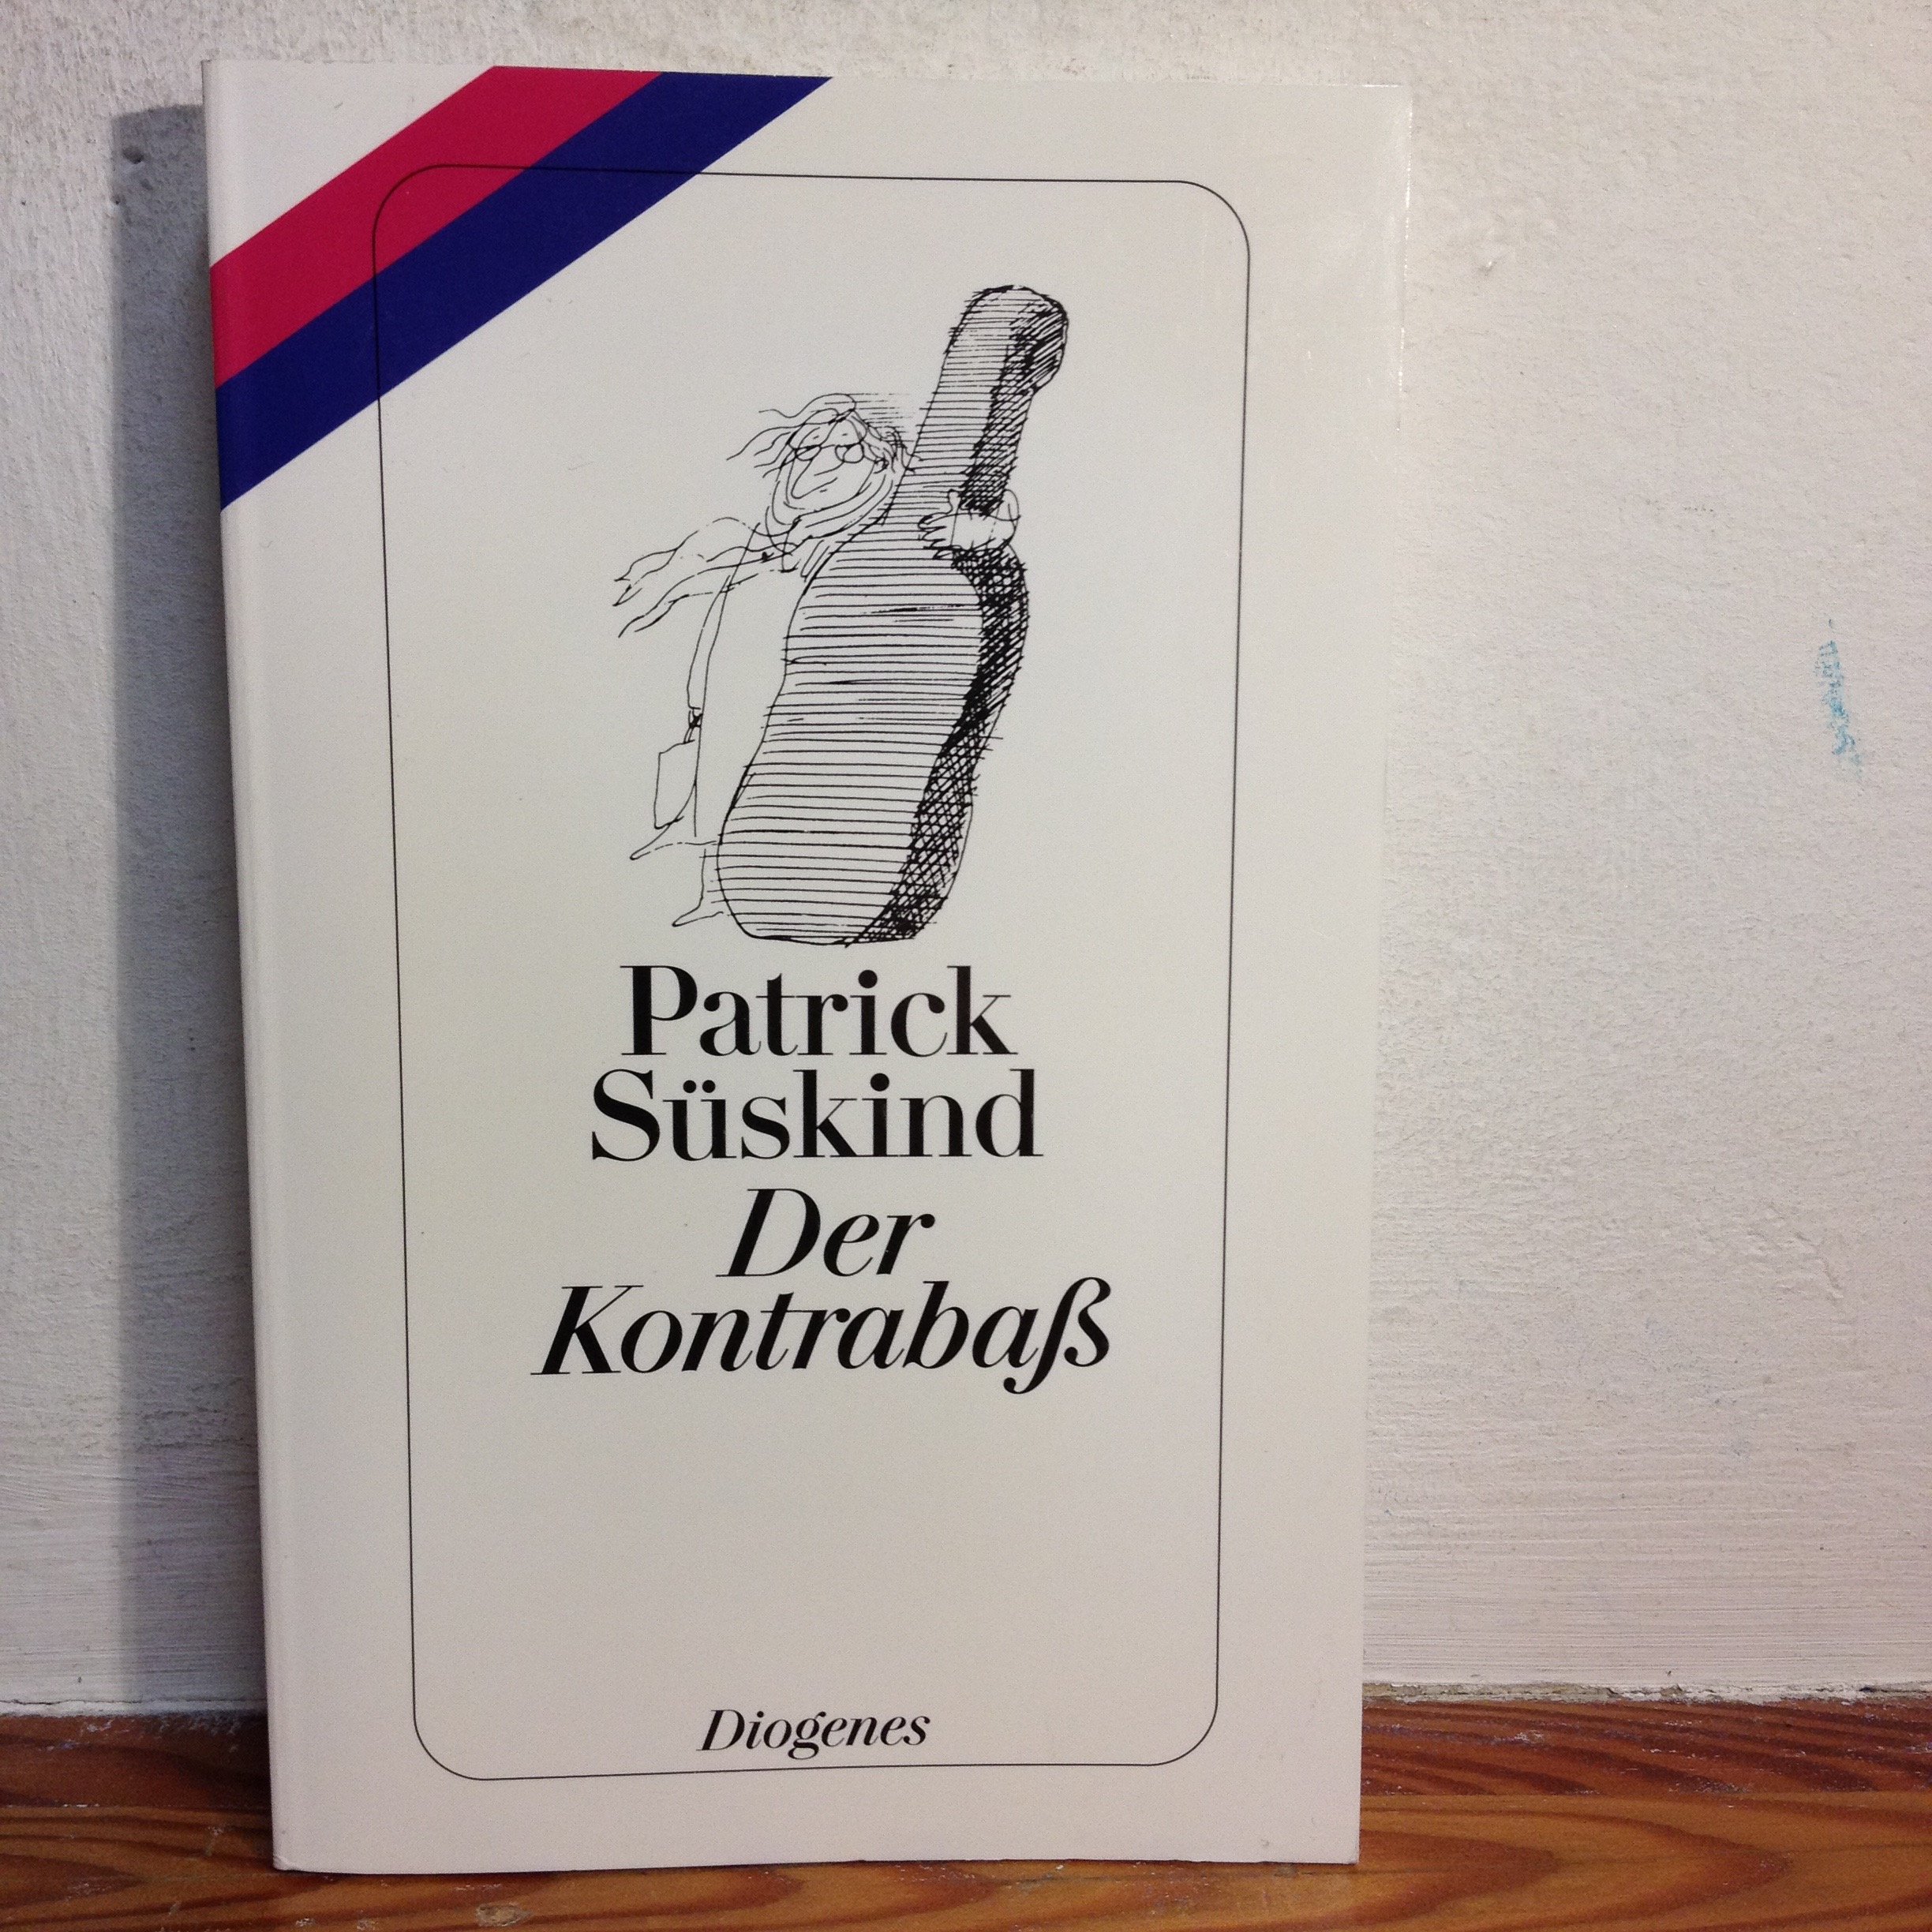 Patrick
Süskind
Der
Kontrabaß
Diogenes